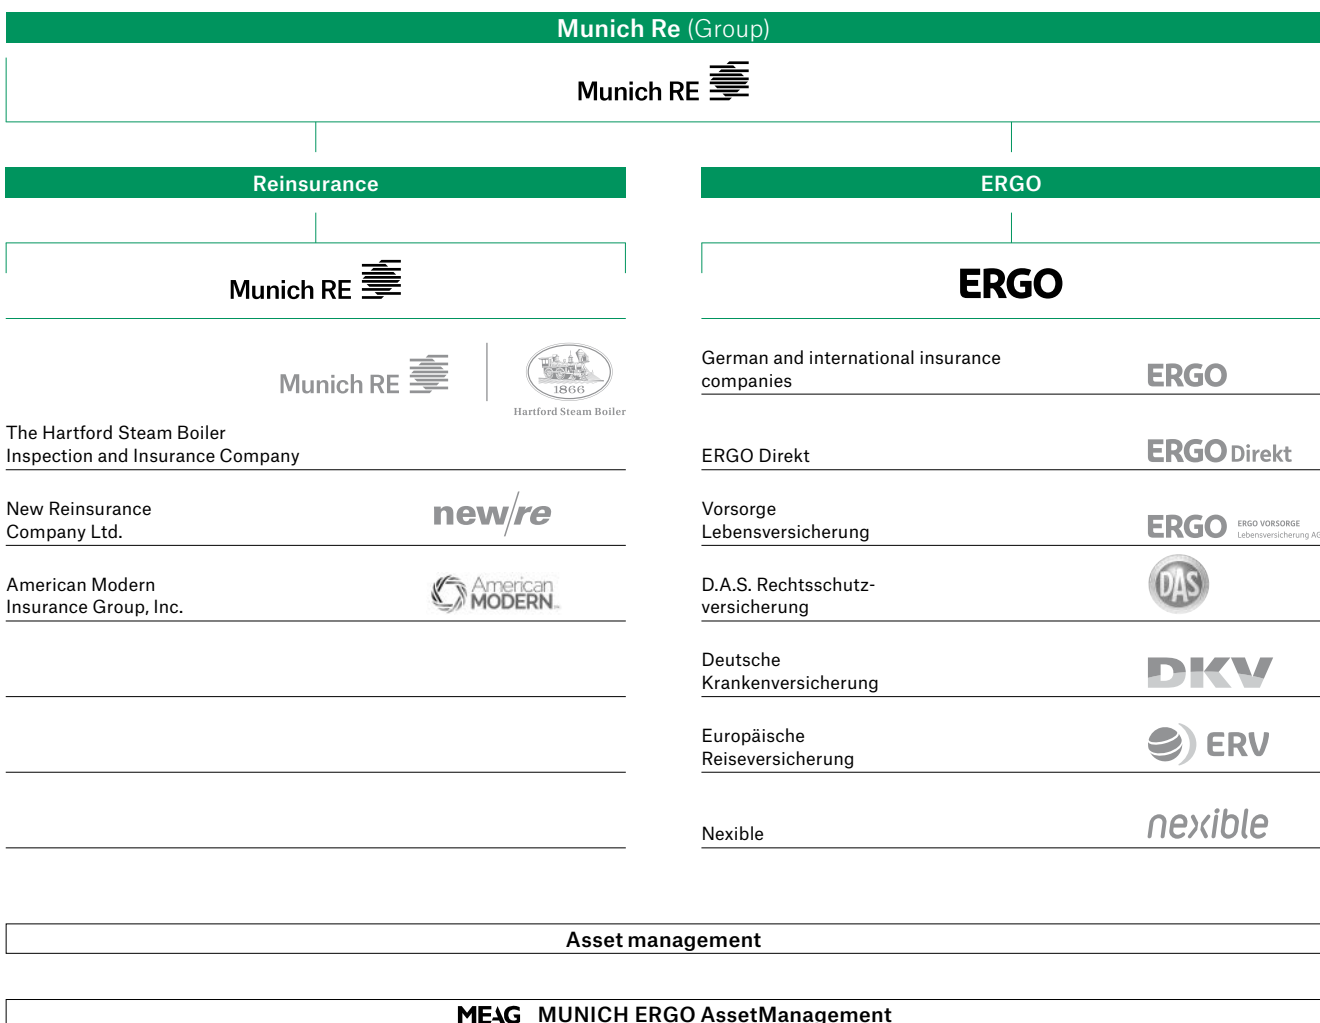 Munich Re (Group)
Munich RE
Reinsurance
Munich RE
Munich RE
1866
Hartford Steam Boiler
The Hartford Steam Boiler
Inspection and Insurance Company
New Reinsurance
Company Ltd.
new/re
American Modern
Insurance Group, Inc.
American
MODERN
ERGO
ERGO
German and international insurance
companies
ERGO
ERGO Direkt
ERGO Direkt
Vorsorge
Lebensversicherung
ERGO
ERGO VORSORGE
Lebensversicherung AG
D.A.S. Rechtsschutz-
versicherung
DAS
Deutsche
Krankenversicherung
DKV
Europäische
Reiseversicherung
ERV
Nexible
nexible
Asset management
MEAG MUNICH ERGO AssetManagement